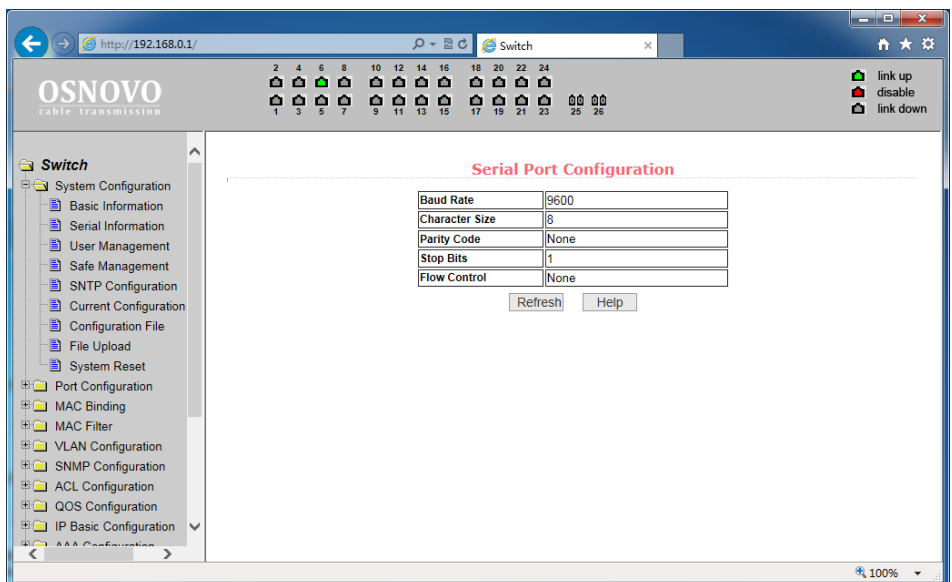 http://192.168.0.1/
Switch
OSNOVO
cable transmission
2 4 6 8 10 12 14 16 18 20 22 24
1 3 5 7 9 11 13 15 17 19 21 23 25 26
link up
disable
link down
Switch
System Configuration
Basic Information
Serial Information
User Management
Safe Management
SNTP Configuration
Current Configuration
Configuration File
File Upload
System Reset
Port Configuration
MAC Binding
MAC Filter
VLAN Configuration
SNMP Configuration
ACL Configuration
QOS Configuration
IP Basic Configuration
AAA Configuration
Serial Port Configuration
Baud Rate 9600
Character Size 8
Parity Code None
Stop Bits 1
Flow Control None
Refresh Help
100%